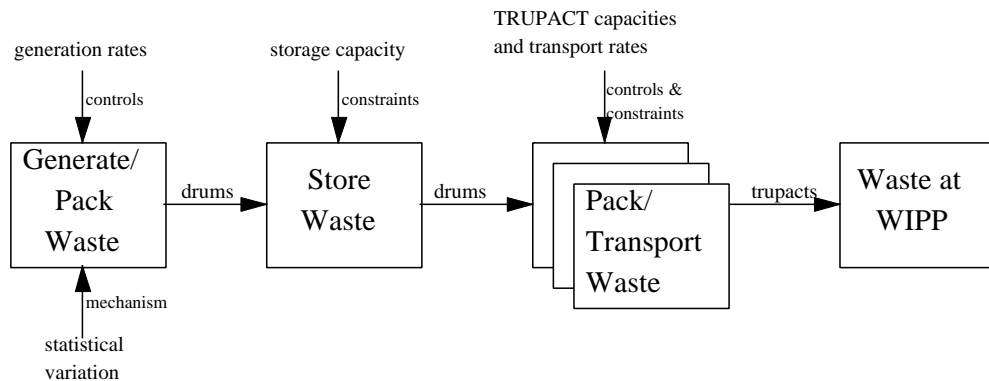 generation rates
controls
Generate/
Pack
Waste
mechanism
statistical
variation
drums
storage capacity
constraints
Store
Waste
drums
TRUPACT capacities
and transport rates
controls &
constraints
Pack/
Transport
Waste
trupacts
Waste at
WIPP